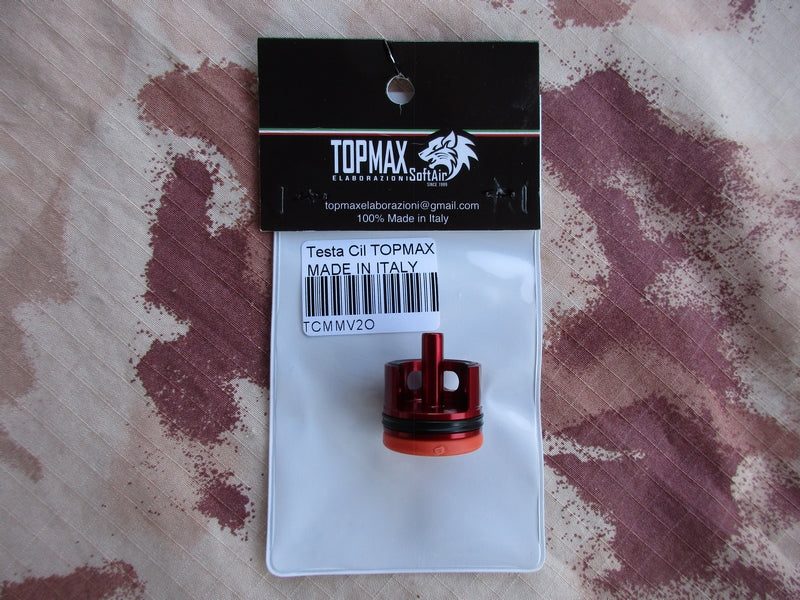 TOPMAX
ELABORAZIONI SoftAir
SINCE 1999
topmaxelaborazioni@gmail.com
100% Made in Italy
Testa Cil TOPMAX
MADE IN ITALY
TCMMV2O